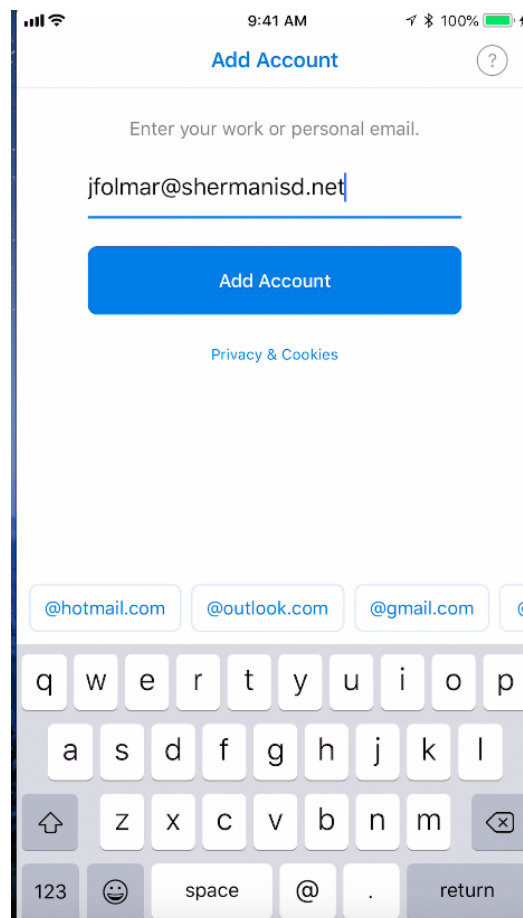 9:41 AM 100%
Add Account ?
Enter your work or personal email.
jfolmar@shermanisd.net
Add Account
Privacy & Cookies
@hotmail.com @outlook.com @gmail.com @
q w e r t y u i o p
a s d f g h j k l
z x c v b n m
123 space @ . return